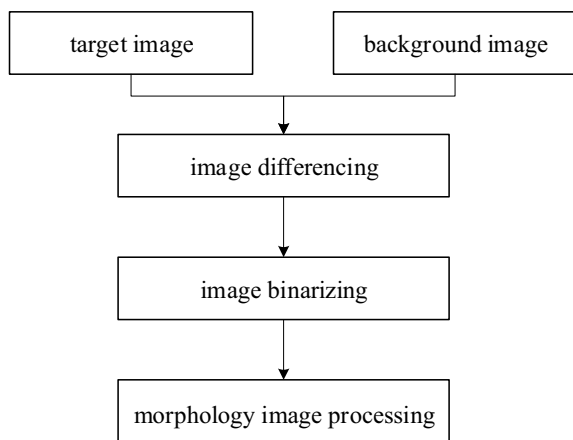 target image
background image
image differencing
image binarizing
morphology image processing